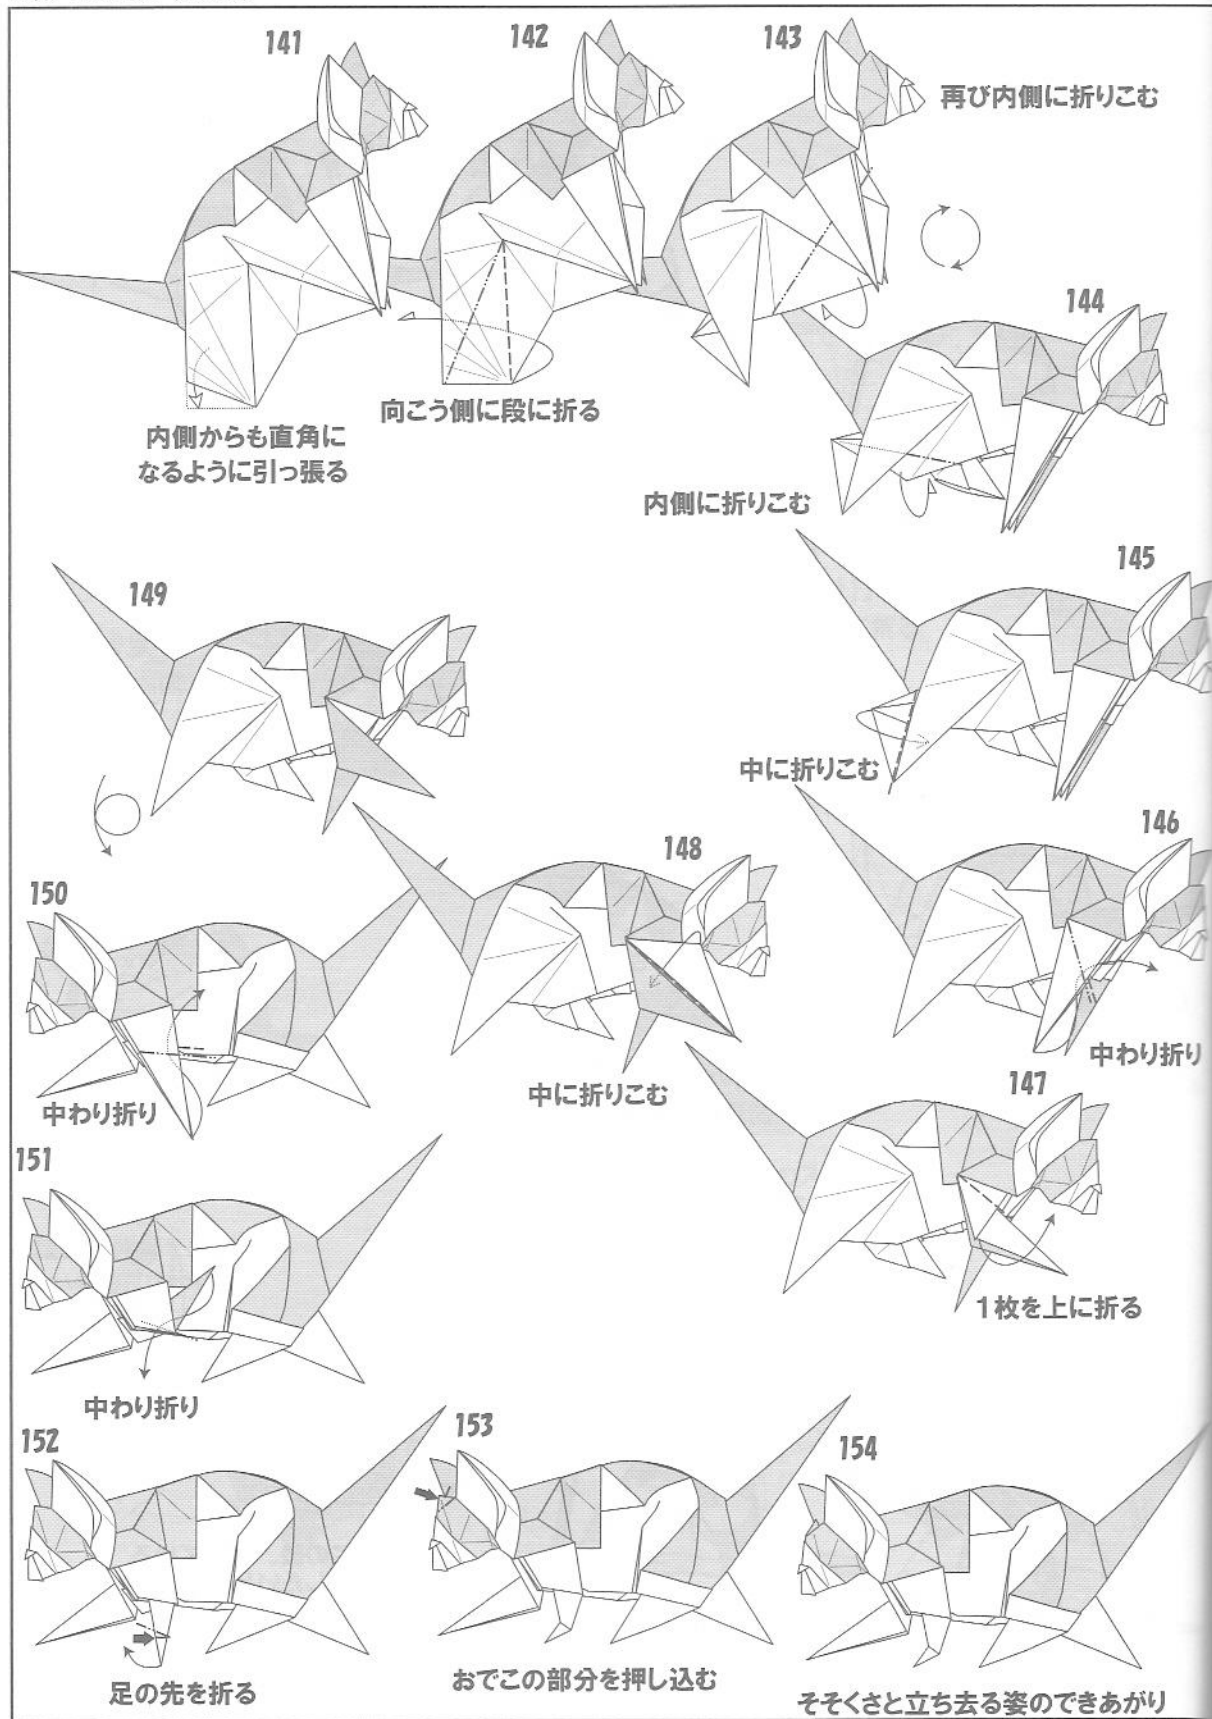 141
内側からも直角に
なるように引っ張る
142
向こう側に段に折る
143
再び内側に折りこむ
144
内側に折りこむ
145
中に折りこむ
146
中わり折り
147
1枚を上に折る
148
中に折りこむ
149
150
中わり折り
151
中わり折り
152
足の先を折る
153
おでこの部分を押し込む
154
そそくさと立ち去る姿のできあがり